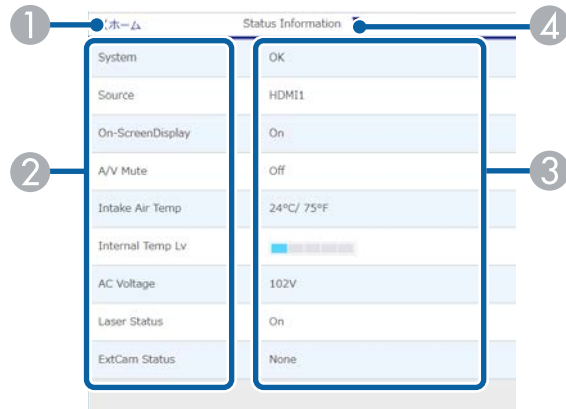 1
ホーム
Status Information
4
System
OK
Source
HDMI1
On-ScreenDisplay
On
2
A/V Mute
Off
3
Intake Air Temp
24°C/ 75°F
Internal Temp Lv
AC Voltage
102V
Laser Status
On
ExtCam Status
None